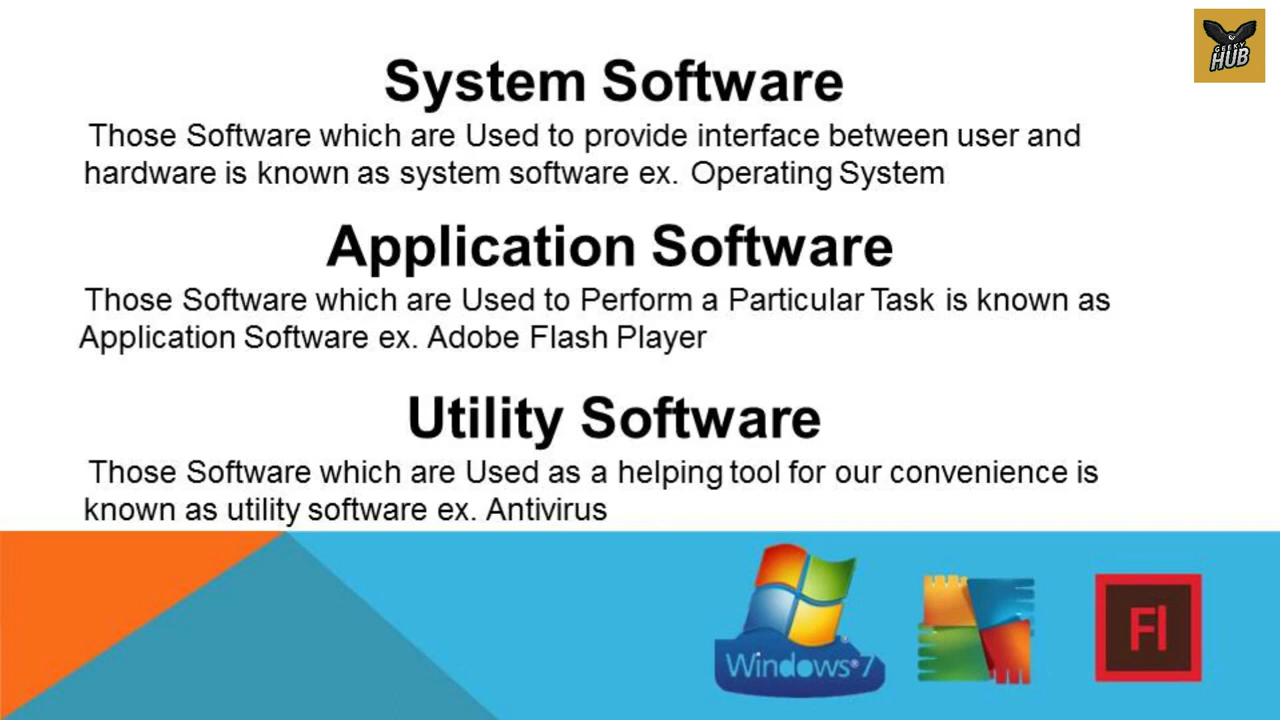 GEEKY
HUB
System Software
Those Software which are Used to provide interface between user and
hardware is known as system software ex. Operating System
Application Software
Those Software which are Used to Perform a Particular Task is known as
Application Software ex. Adobe Flash Player
Utility Software
Those Software which are Used as a helping tool for our convenience is
known as utility software ex. Antivirus
Windows® 7
Fl